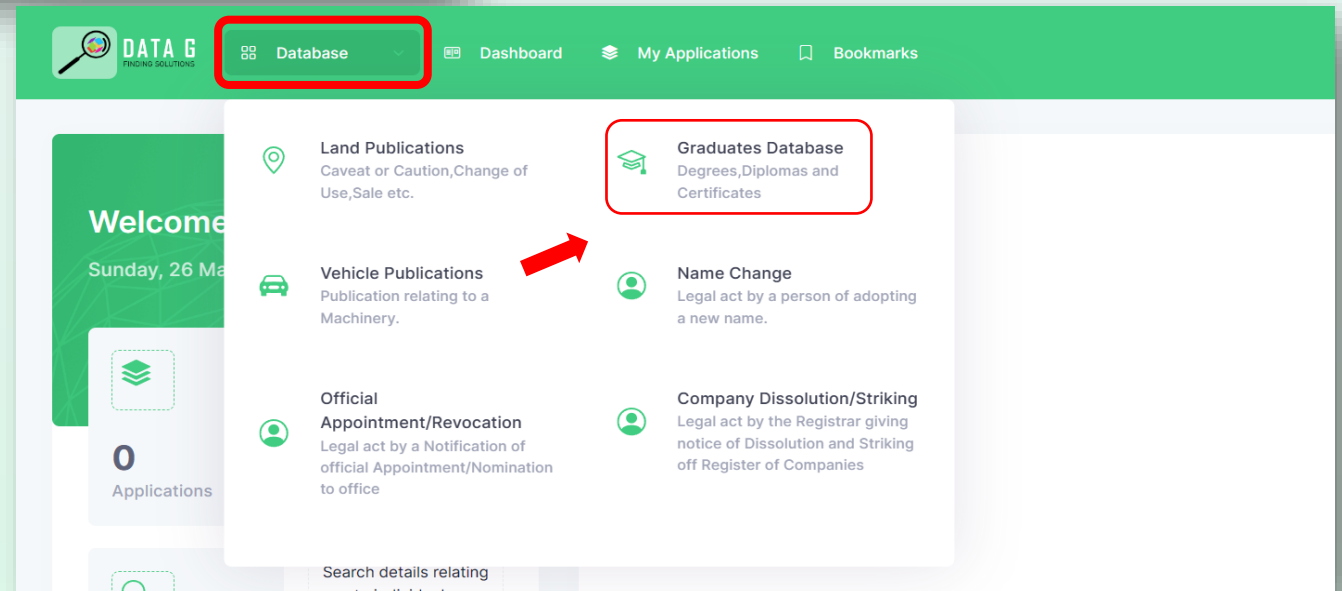 DATA G
FINDING SOLUTIONS
Database
Dashboard
My Applications
Bookmarks
Land Publications
Caveat or Caution,Change of
Use,Sale etc.
Graduates Database
Degrees,Diplomas and
Certificates
Welcome
Sunday, 26 Ma
Vehicle Publications
Publication relating to a
Machinery.
Name Change
Legal act by a person of adopting
a new name.
Official
Appointment/Revocation
Legal act by a Notification of
official Appointment/Nomination
to office
Company Dissolution/Striking
Legal act by the Registrar giving
notice of Dissolution and Striking
off Register of Companies
0
Applications
Search details relating